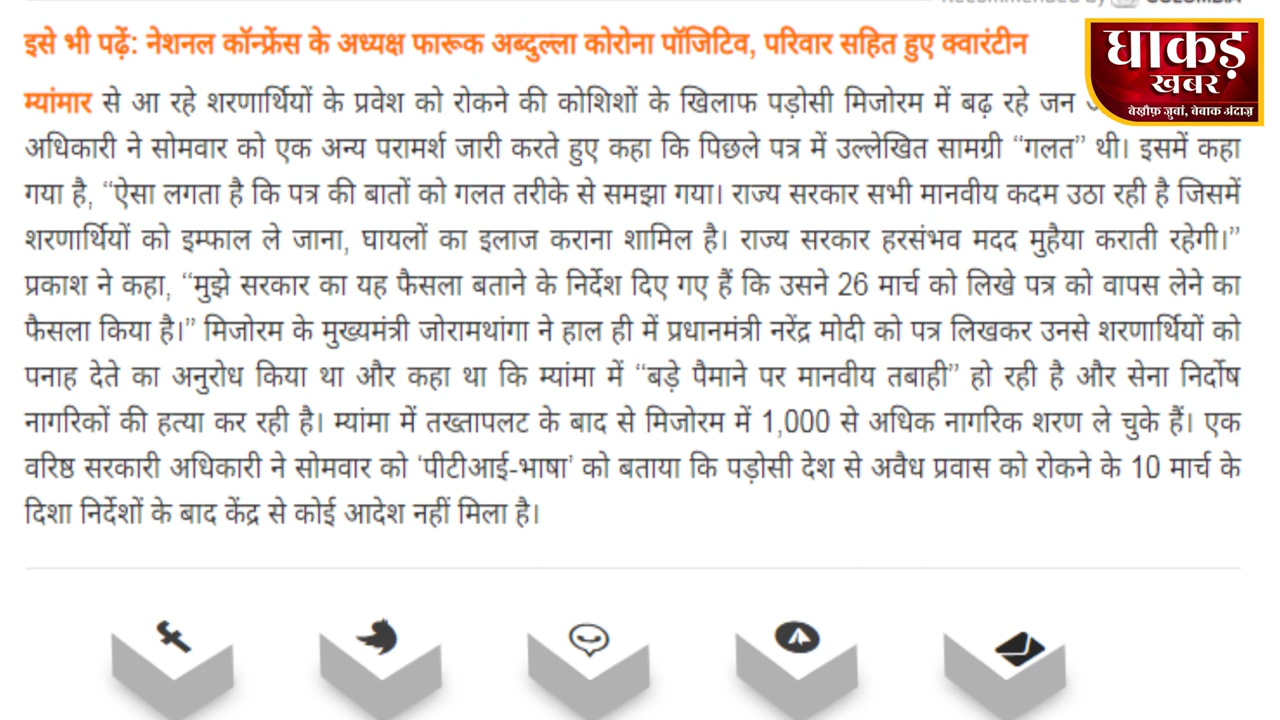 Recommended by COLOMBIA
इसे भी पढ़ें: नेशनल कॉन्फ्रेंस के अध्यक्ष फारूक अब्दुल्ला कोरोना पॉजिटिव, परिवार सहित हुए क्वारंटीन
धाकड़
खबर
बेख़ौफ़ जुबां, बेवाक अंदाज़
म्यांमार से आ रहे शरणार्थियों के प्रवेश को रोकने की कोशिशों के खिलाफ पड़ोसी मिजोरम में बढ़ रहे जन
अधिकारी ने सोमवार को एक अन्य परामर्श जारी करते हुए कहा कि पिछले पत्र में उल्लेखित सामग्री “गलत” थी। इसमें कहा
गया है, “ऐसा लगता है कि पत्र की बातों को गलत तरीके से समझा गया। राज्य सरकार सभी मानवीय कदम उठा रही है जिसमें
शरणार्थियों को इम्फाल ले जाना, घायलों का इलाज कराना शामिल है। राज्य सरकार हरसंभव मदद मुहैया कराती रहेगी।”
प्रकाश ने कहा, “मुझे सरकार का यह फैसला बताने के निर्देश दिए गए हैं कि उसने 26 मार्च को लिखे पत्र को वापस लेने का
फैसला किया है।” मिजोरम के मुख्यमंत्री जोरामथांगा ने हाल ही में प्रधानमंत्री नरेंद्र मोदी को पत्र लिखकर उनसे शरणार्थियों को
पनाह देते का अनुरोध किया था और कहा था कि म्यांमा में “बड़े पैमाने पर मानवीय तबाही” हो रही है और सेना निर्दोष
नागरिकों की हत्या कर रही है। म्यांमा में तख्तापलट के बाद से मिजोरम में 1,000 से अधिक नागरिक शरण ले चुके हैं। एक
वरिष्ठ सरकारी अधिकारी ने सोमवार को ‘पीटीआई-भाषा’ को बताया कि पड़ोसी देश से अवैध प्रवास को रोकने के 10 मार्च के
दिशा निर्देशों के बाद केंद्र से कोई आदेश नहीं मिला है।